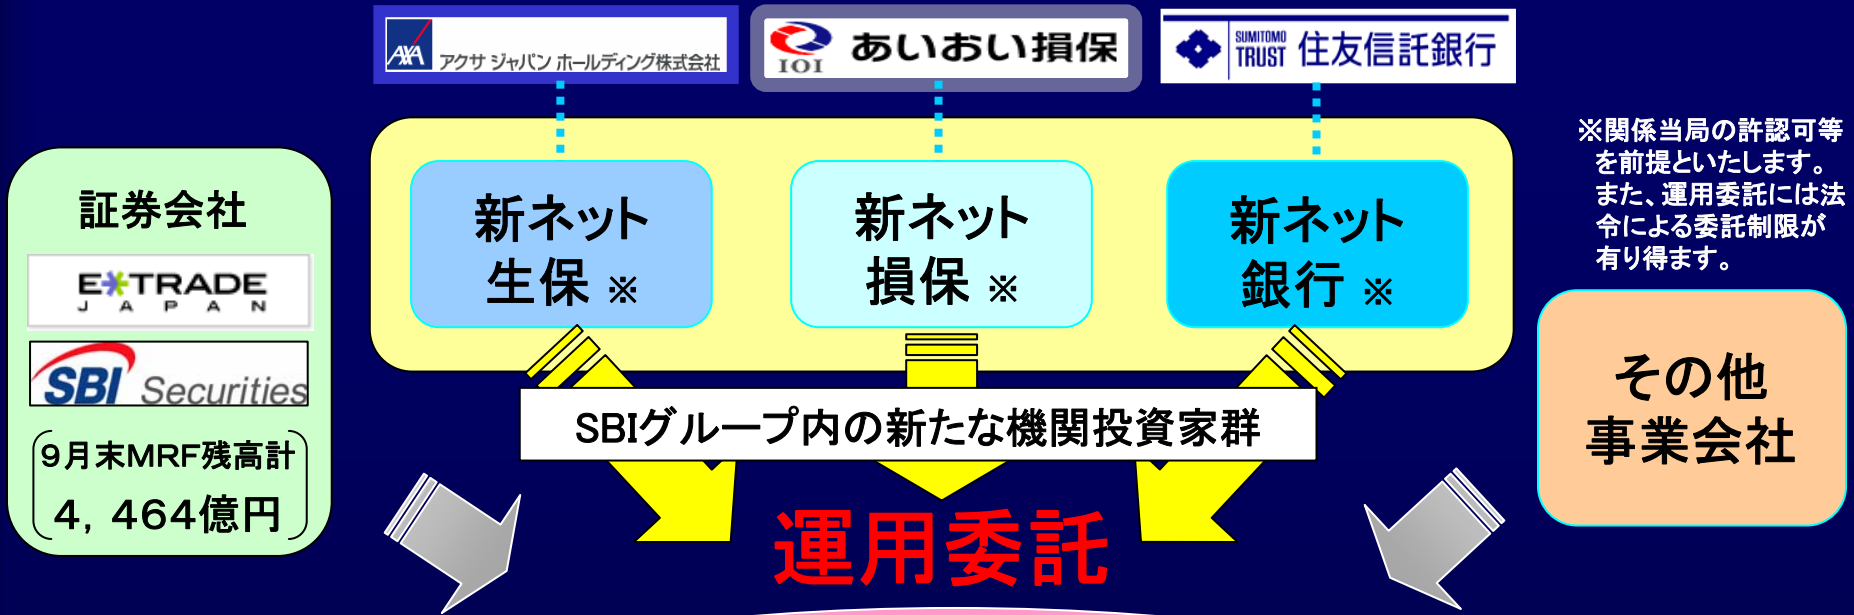 AXA アクサ ジャパン ホールディング株式会社
IOI あいおい損保
SUMITOMO TRUST 住友信託銀行
※関係当局の許認可等
を前提といたします。
また、運用委託には法
令による委託制限が
有り得ます。
証券会社
E*TRADE
JAPAN
SBI Securities
9月末MRF残高計
4,464億円
新ネット
生保 ※
新ネット
損保 ※
新ネット
銀行 ※
SBIグループ内の新たな機関投資家群
その他
事業会社
運用委託